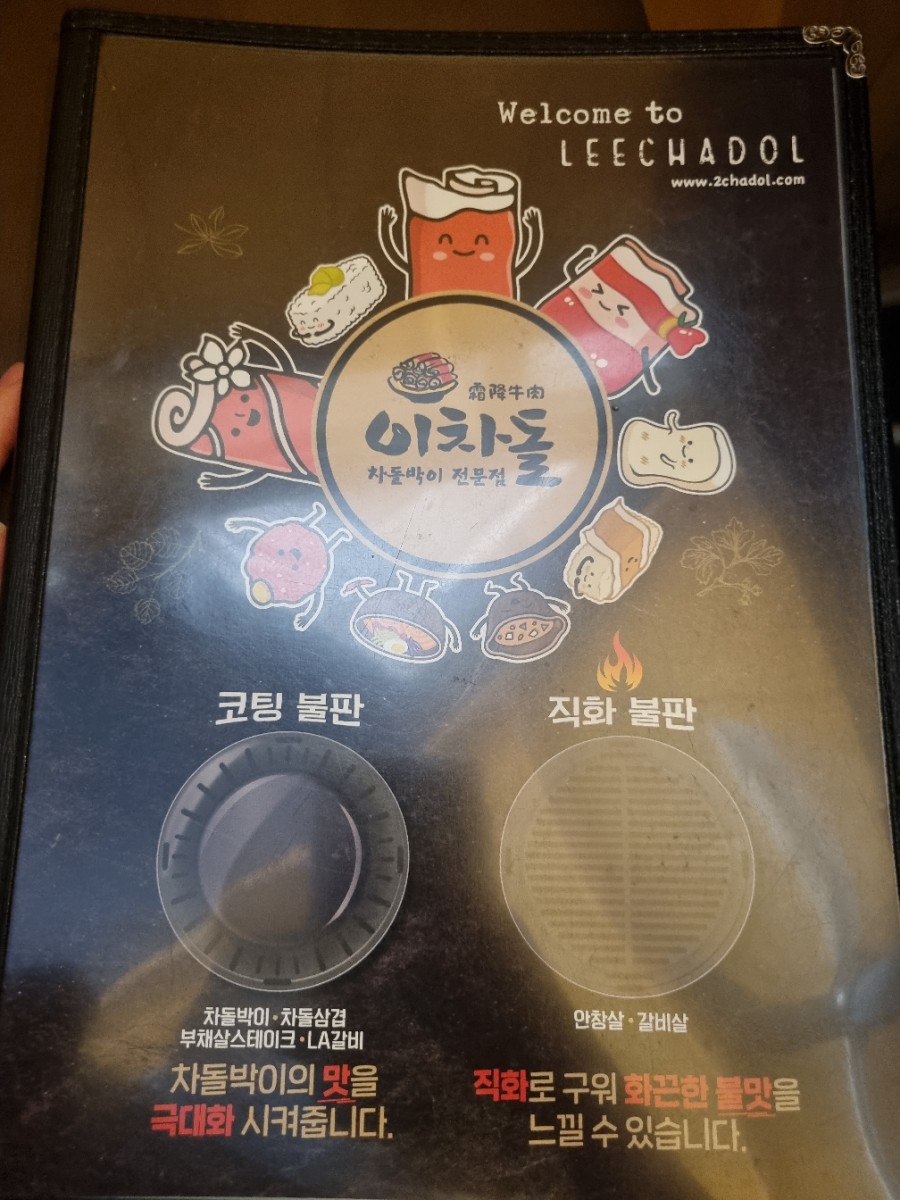 Welcome to
LEECHADOL
www.2chadol.com
霜降牛肉
이차돌
차돌박이 전문점
코팅 불판
차돌박이·차돌삼겹
부채살스테이크·LA갈비
차돌박이의 맛을
극대화 시켜줍니다.
직화 불판
안창살·갈비살
직화로 구워 화끈한 불맛을
느낄 수 있습니다.